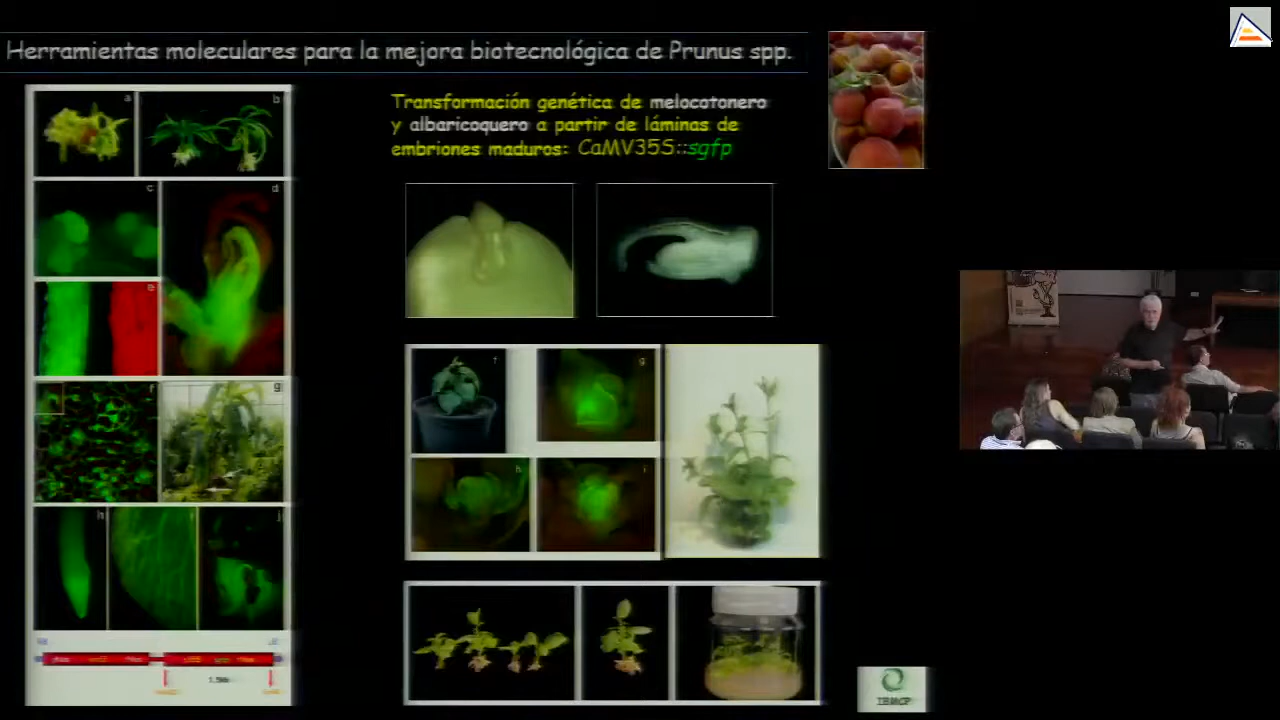 Herramientas moleculares para la mejora biotecnológica de Prunus spp.
Transformación genética de melocotonero
y albaricoquero a partir de láminas de
embriones maduros: CaMV35S::sgfp
a
b
c
d
e
g
h
j
f
g
h
i
IBMCP